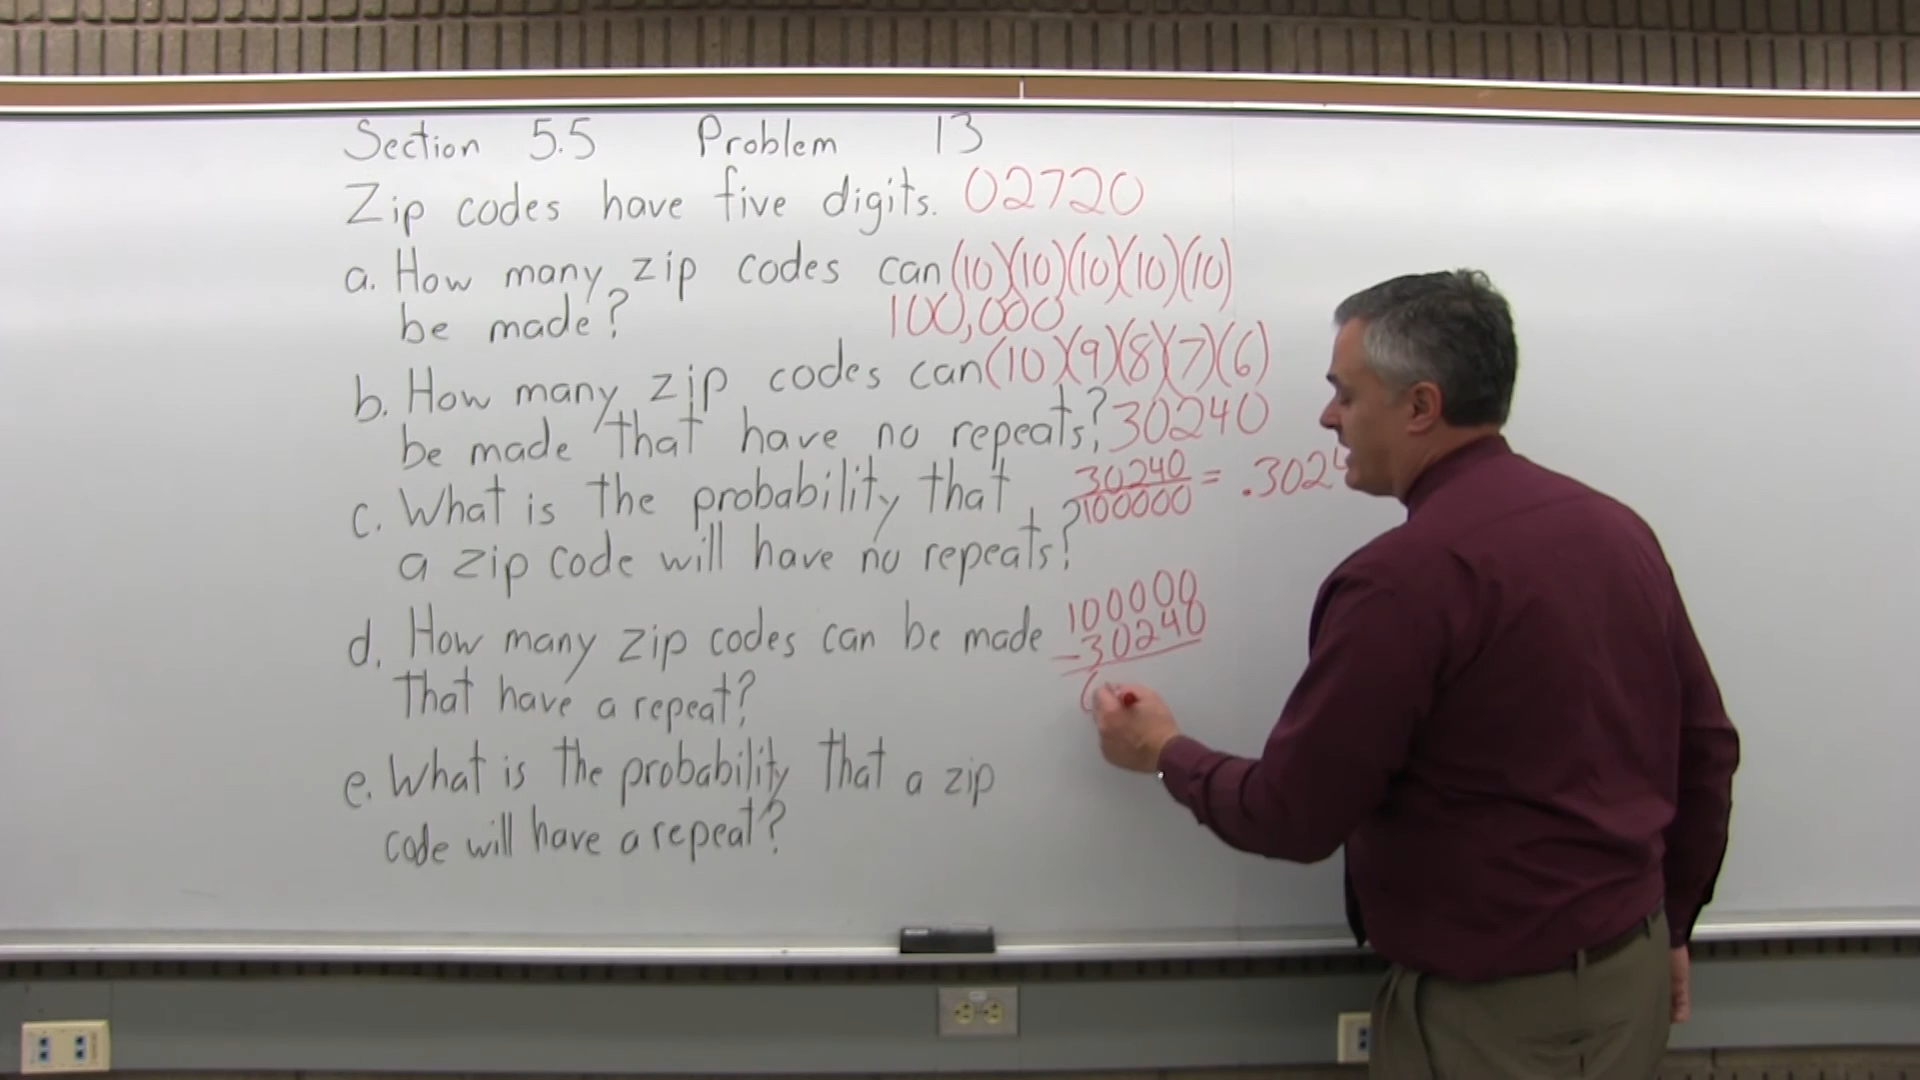 Section 5.5 Problem 13
Zip codes have five digits. 02720
a. How many zip codes can (10)(10)(10)(10)(10)
be made? 100,000
b. How many zip codes can (10)(9)(8)(7)(6)
be made that have no repeats? 30240
c. What is the probability that 30240
100000 = .3024
a zip code will have no repeats?
d. How many zip codes can be made 100000
-30240
that have a repeat?
e. What is the probability that a zip
code will have a repeat?